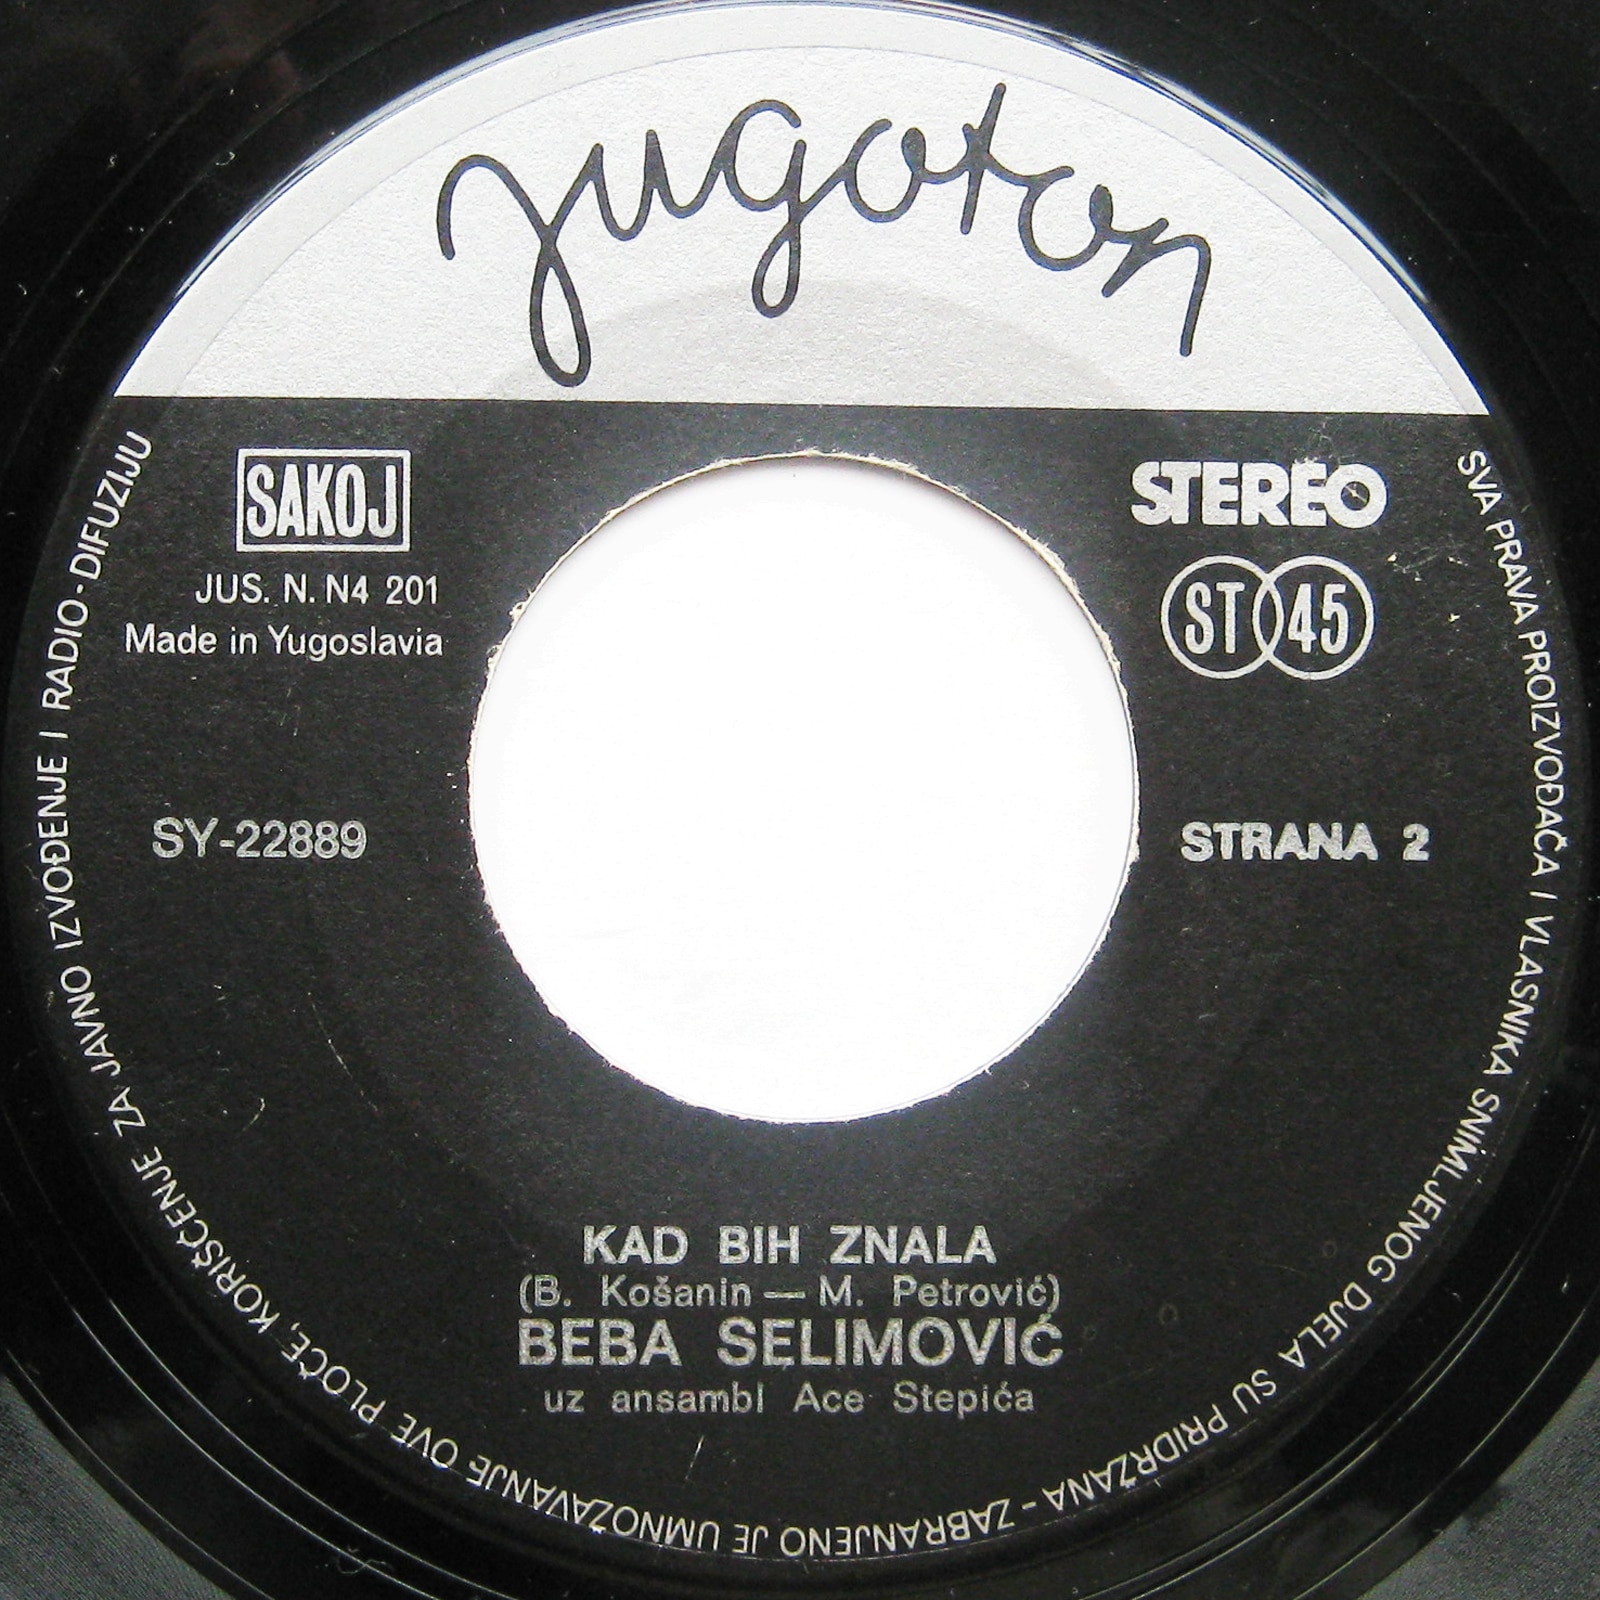 jugoton
SAKOJ
JUS. N. N4 201
Made in Yugoslavia
STEREO
ST 45
SY-22889
STRANA 2
KAD BIH ZNALA
(B. Košanin — M. Petrović)
BEBA SELIMOVIĆ
uz ansambl Ace Stepića
SVA PRAVA PROIZVOĐAČA I VLASNIKA SNIMLJENOG DJELA SU PRIDRŽANA - ZABRANJENO JE UMNOŽAVANJE OVE PLOČE, KORIŠĆENJE ZA JAVNO IZVOĐENJE I RADIO-DIFUZIJU